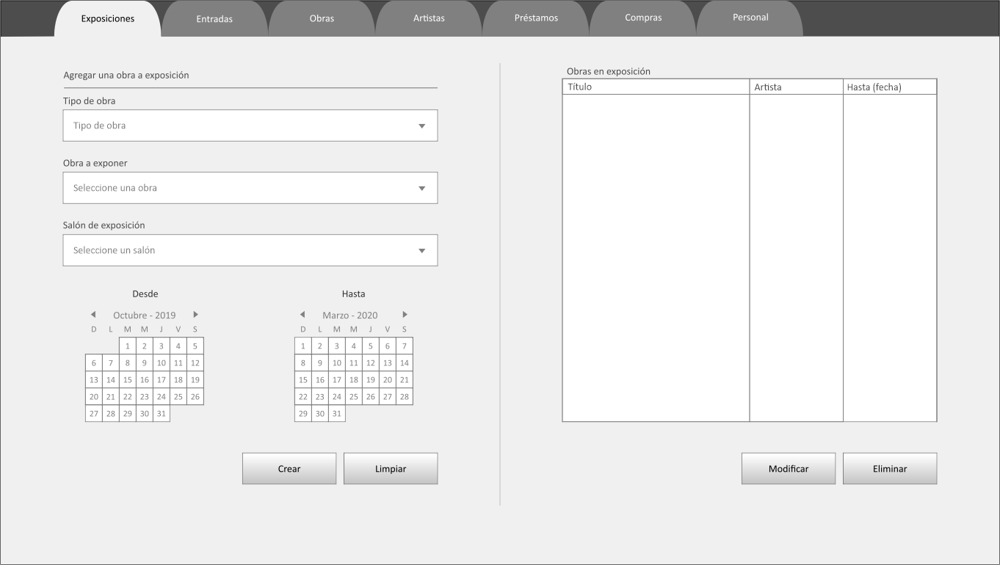 Exposiciones Entradas Obras Artistas Préstamos Compras Personal
Agregar una obra a exposición
Tipo de obra
Tipo de obra
Obra a exponer
Seleccione una obra
Salón de exposición
Seleccione un salón
Desde
Octubre - 2019
D L M M J V S
1 2 3 4 5
6 7 8 9 10 11 12
13 14 15 16 17 18 19
20 21 22 23 24 25 26
27 28 29 30 31
Hasta
Marzo - 2020
D L M M J V S
1 2 3 4 5 6 7
8 9 10 11 12 13 14
15 16 17 18 19 20 21
22 23 24 25 26 27 28
29 30 31
Crear Limpiar
Obras en exposición
Título Artista Hasta (fecha)
Modificar Eliminar